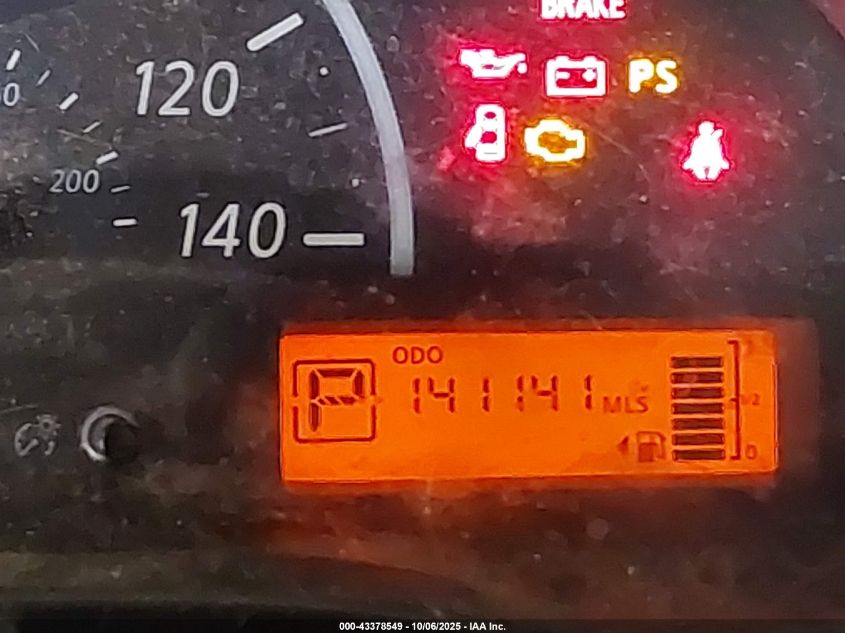 BRAKE
120
PS
200
140
ODO
P 141141 MLS
1/2
0
000-43378549 - 10/06/2025 - IAA Inc.